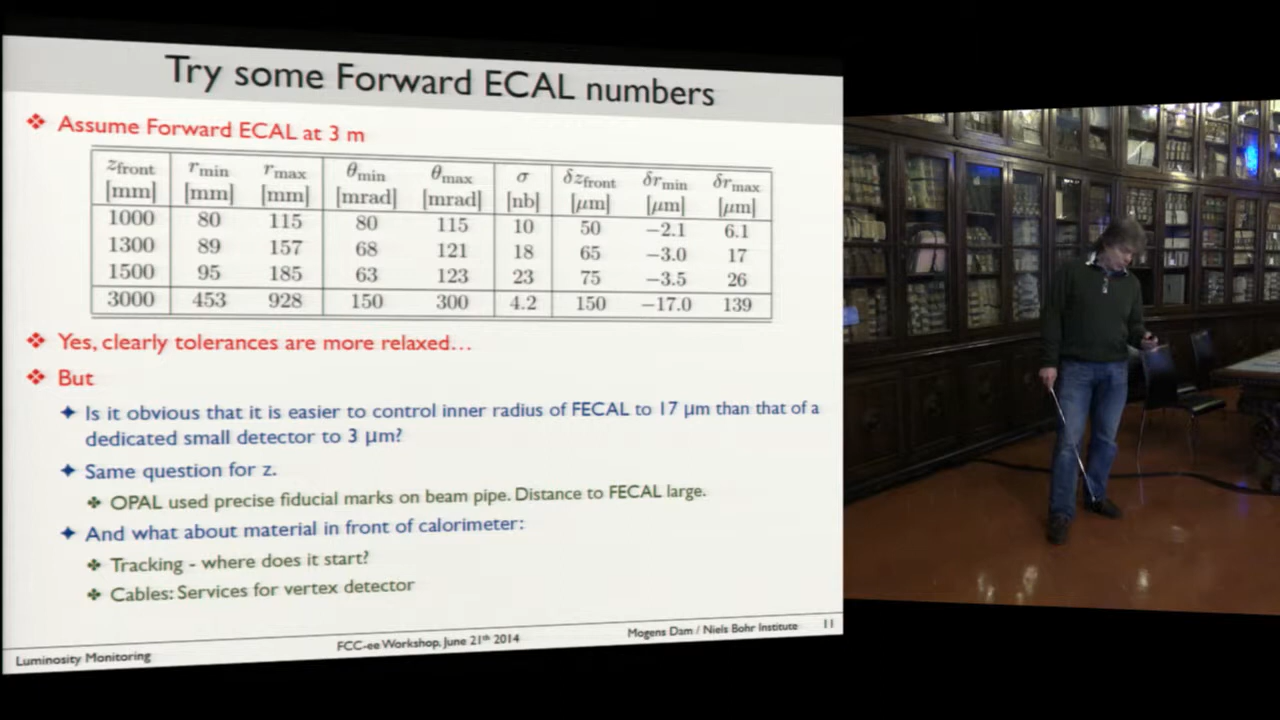 Try some Forward ECAL numbers
❖ Assume Forward ECAL at 3 m
z_front r_min r_max θ_min θ_max σ δz_front δr_min δr_max
[mm] [mm] [mm] [mrad] [mrad] [nb] [μm] [μm] [μm]
1000 80 115 80 115 10 50 −2.1 6.1
1300 89 157 68 121 18 65 −3.0 17
1500 95 185 63 123 23 75 −3.5 26
3000 453 928 150 300 4.2 150 −17.0 139
❖ Yes, clearly tolerances are more relaxed…
❖ But
✦ Is it obvious that it is easier to control inner radius of FECAL to 17 μm than that of a
dedicated small detector to 3 μm?
✦ Same question for z.
✤ OPAL used precise fiducial marks on beam pipe. Distance to FECAL large.
✦ And what about material in front of calorimeter:
✤ Tracking - where does it start?
✤ Cables: Services for vertex detector
Luminosity Monitoring FCC-ee Workshop, June 21th 2014 Mogens Dam / Niels Bohr Institute 11